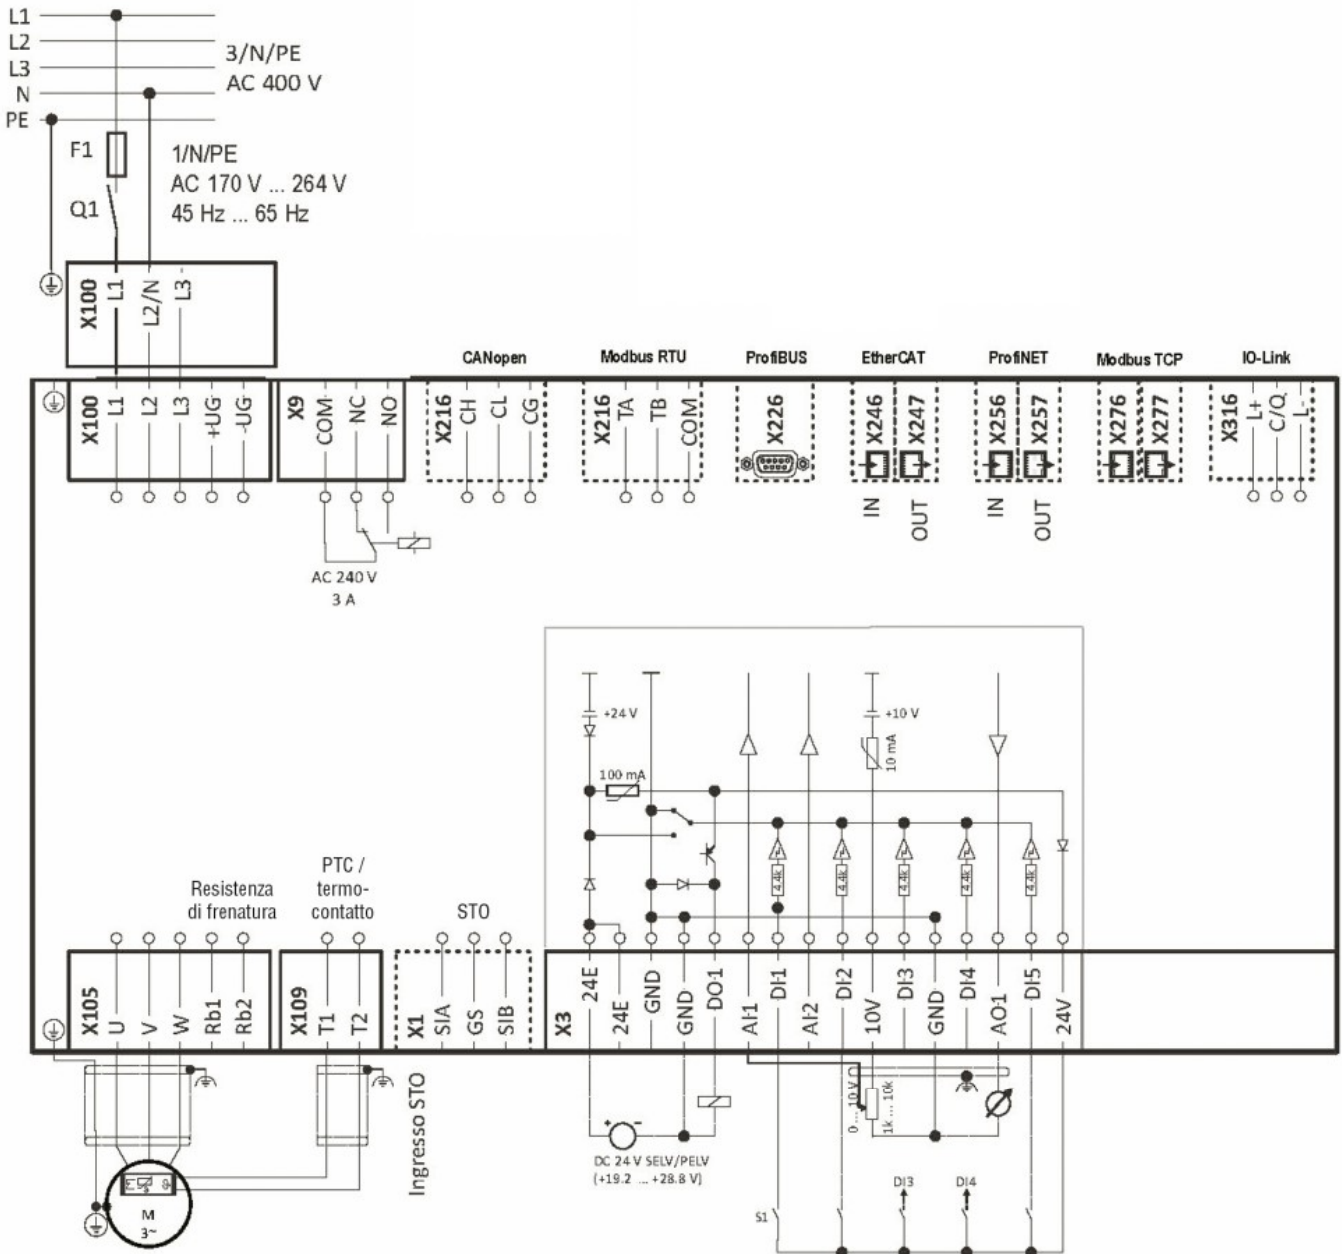 L1
L2
L3
N
PE
3/N/PE
AC 400 V
F1
Q1
1/N/PE
AC 170 V ... 264 V
45 Hz ... 65 Hz
X100
L1
L2/N
L3
CANopen
Modbus RTU
ProfiBUS
EtherCAT
ProfiNET
Modbus TCP
IO-Link
X100
L1
L2
L3
+UG
-UG
X9
COM
NC
NO
X216
CH
CL
CG
X216
TA
TB
COM
X226
X246
X247
X256
X257
X276
X277
X316
L+
C/Q
L-
IN
OUT
IN
OUT
AC 240 V
3 A
+24 V
+10 V
10 mA
100 mA
4.4k
4.4k
4.4k
4.4k
4.4k
Resistenza
di frenatura
PTC /
termo-
contatto
STO
X105
U
V
W
Rb1
Rb2
X109
T1
T2
X1
SIA
GS
SIB
X3
24E
24E
GND
GND
DO1
AI1
DI1
AI2
DI2
10V
DI3
GND
DI4
AO1
DI5
24V
Ingresso STO
0 ... 10 V
1k ... 10k
+
-
DC 24 V SELV/PELV
(+19.2 ... +28.8 V)
DI3
DI4
S1
ϑ
M
3~